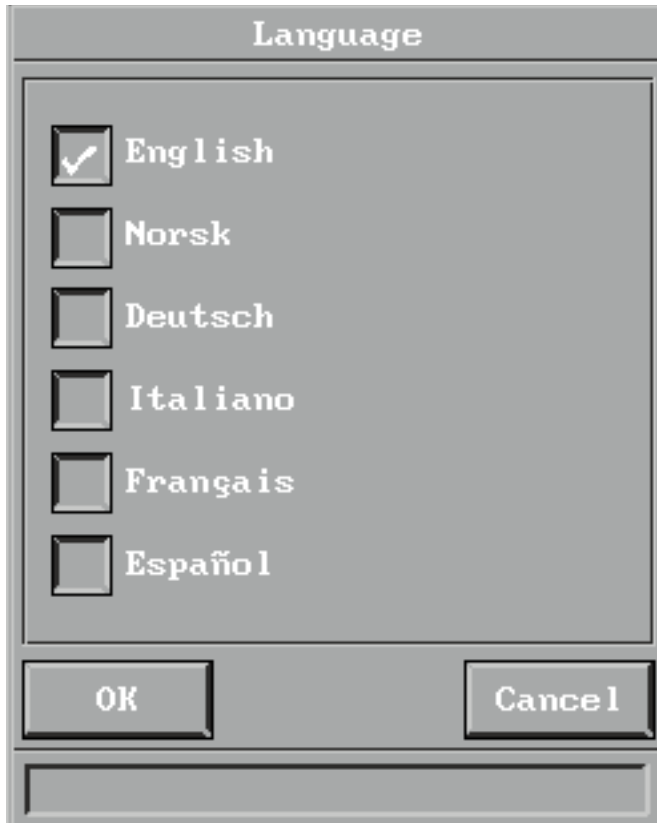 Language
English
Norsk
Deutsch
Italiano
Français
Español
OK
Cancel